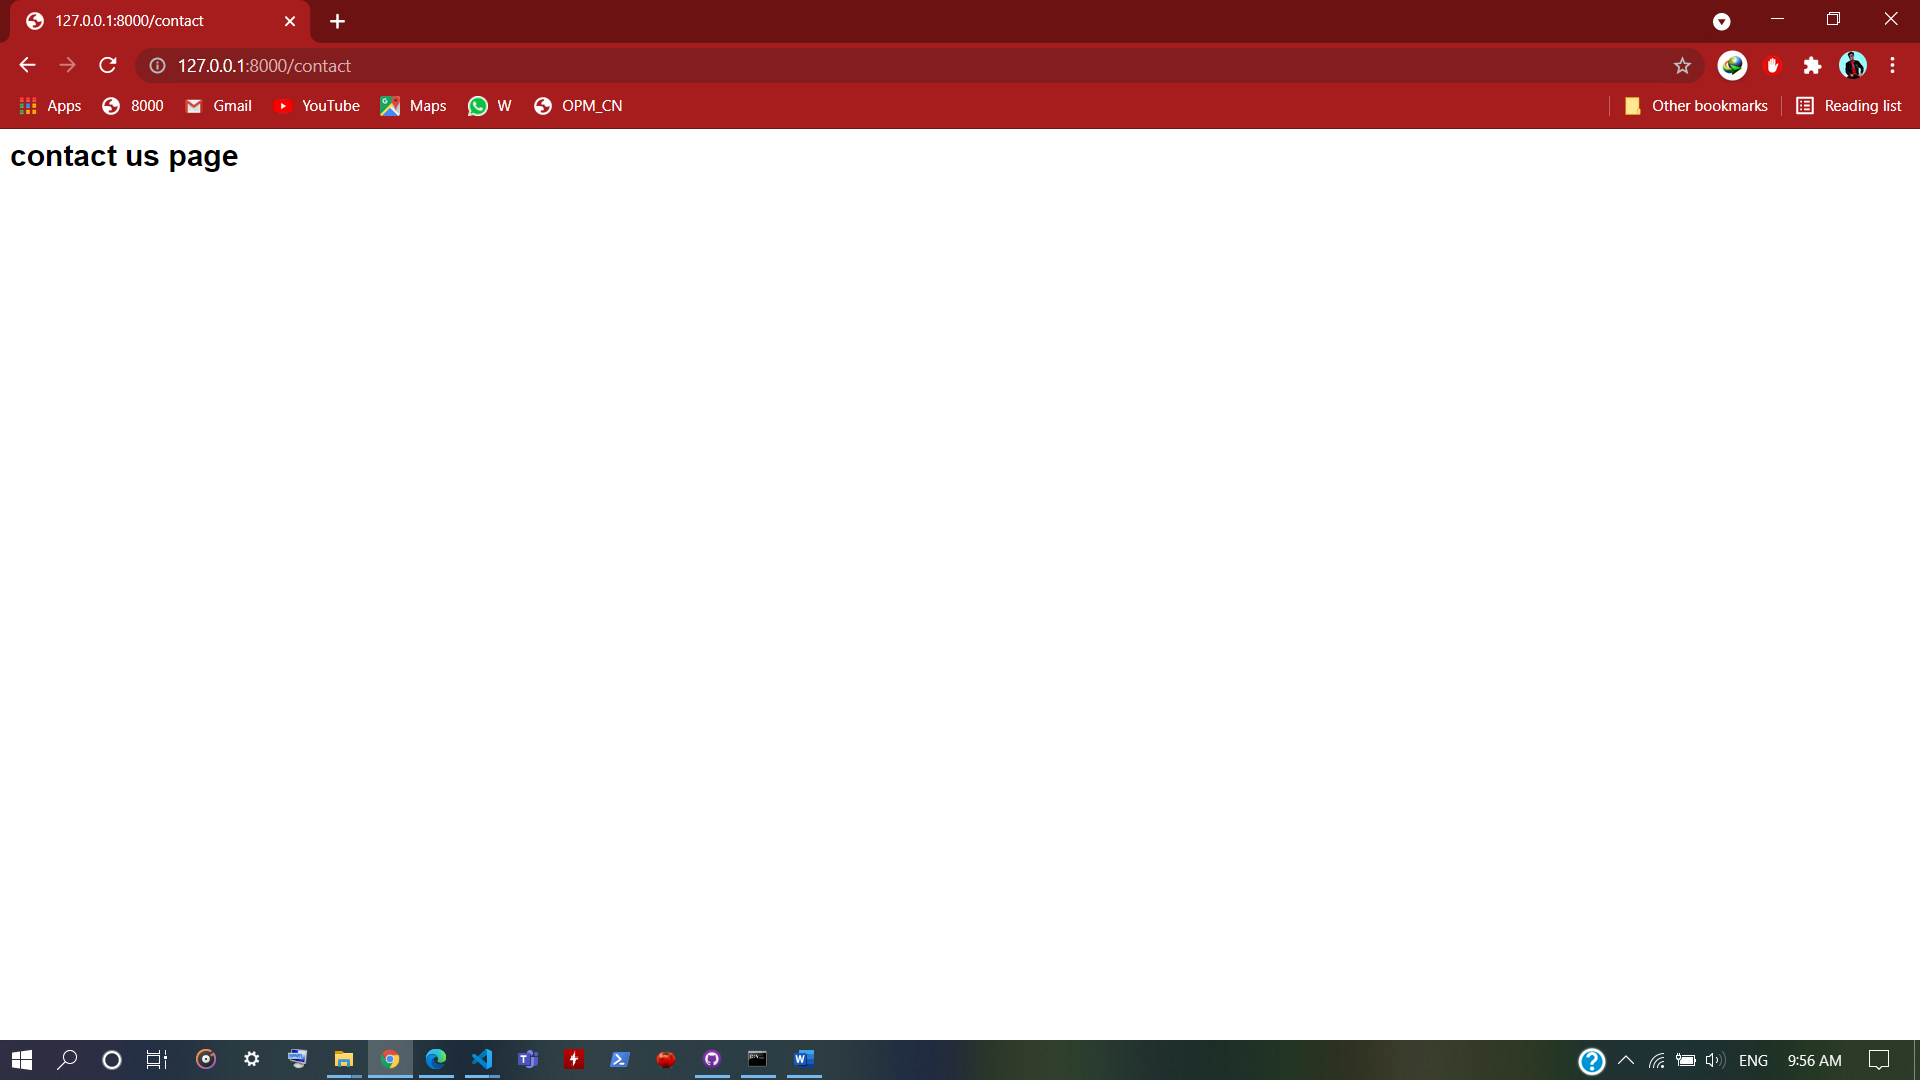 127.0.0.1:8000/contact
127.0.0.1:8000/contact
Apps 8000 Gmail YouTube Maps W OPM_CN Other bookmarks Reading list
contact us page
ENG 9:56 AM